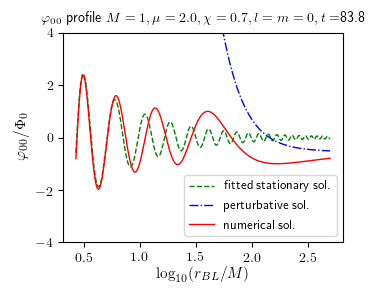 φ₀₀ profile M = 1, μ = 2.0, χ = 0.7, l = m = 0, t =83.8
4
2
0
−2
−4
φ₀₀/Φ₀
fitted stationary sol.
perturbative sol.
numerical sol.
0.5 1.0 1.5 2.0 2.5
log₁₀(r_BL/M)